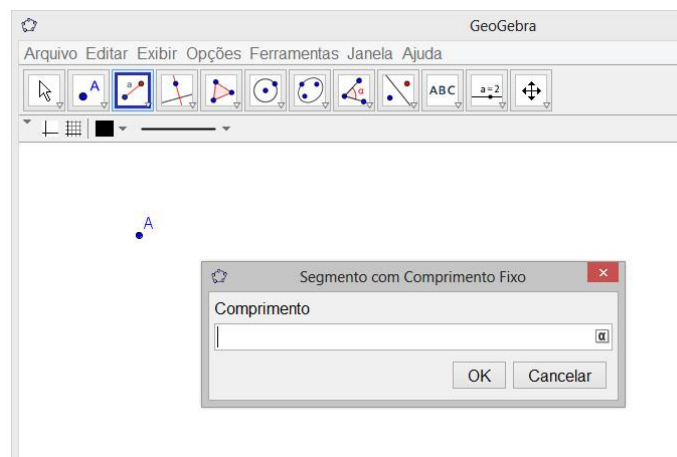 GeoGebra
Arquivo Editar Exibir Opções Ferramentas Janela Ajuda
A a α ABC a=2
A
Segmento com Comprimento Fixo
Comprimento
α
OK Cancelar